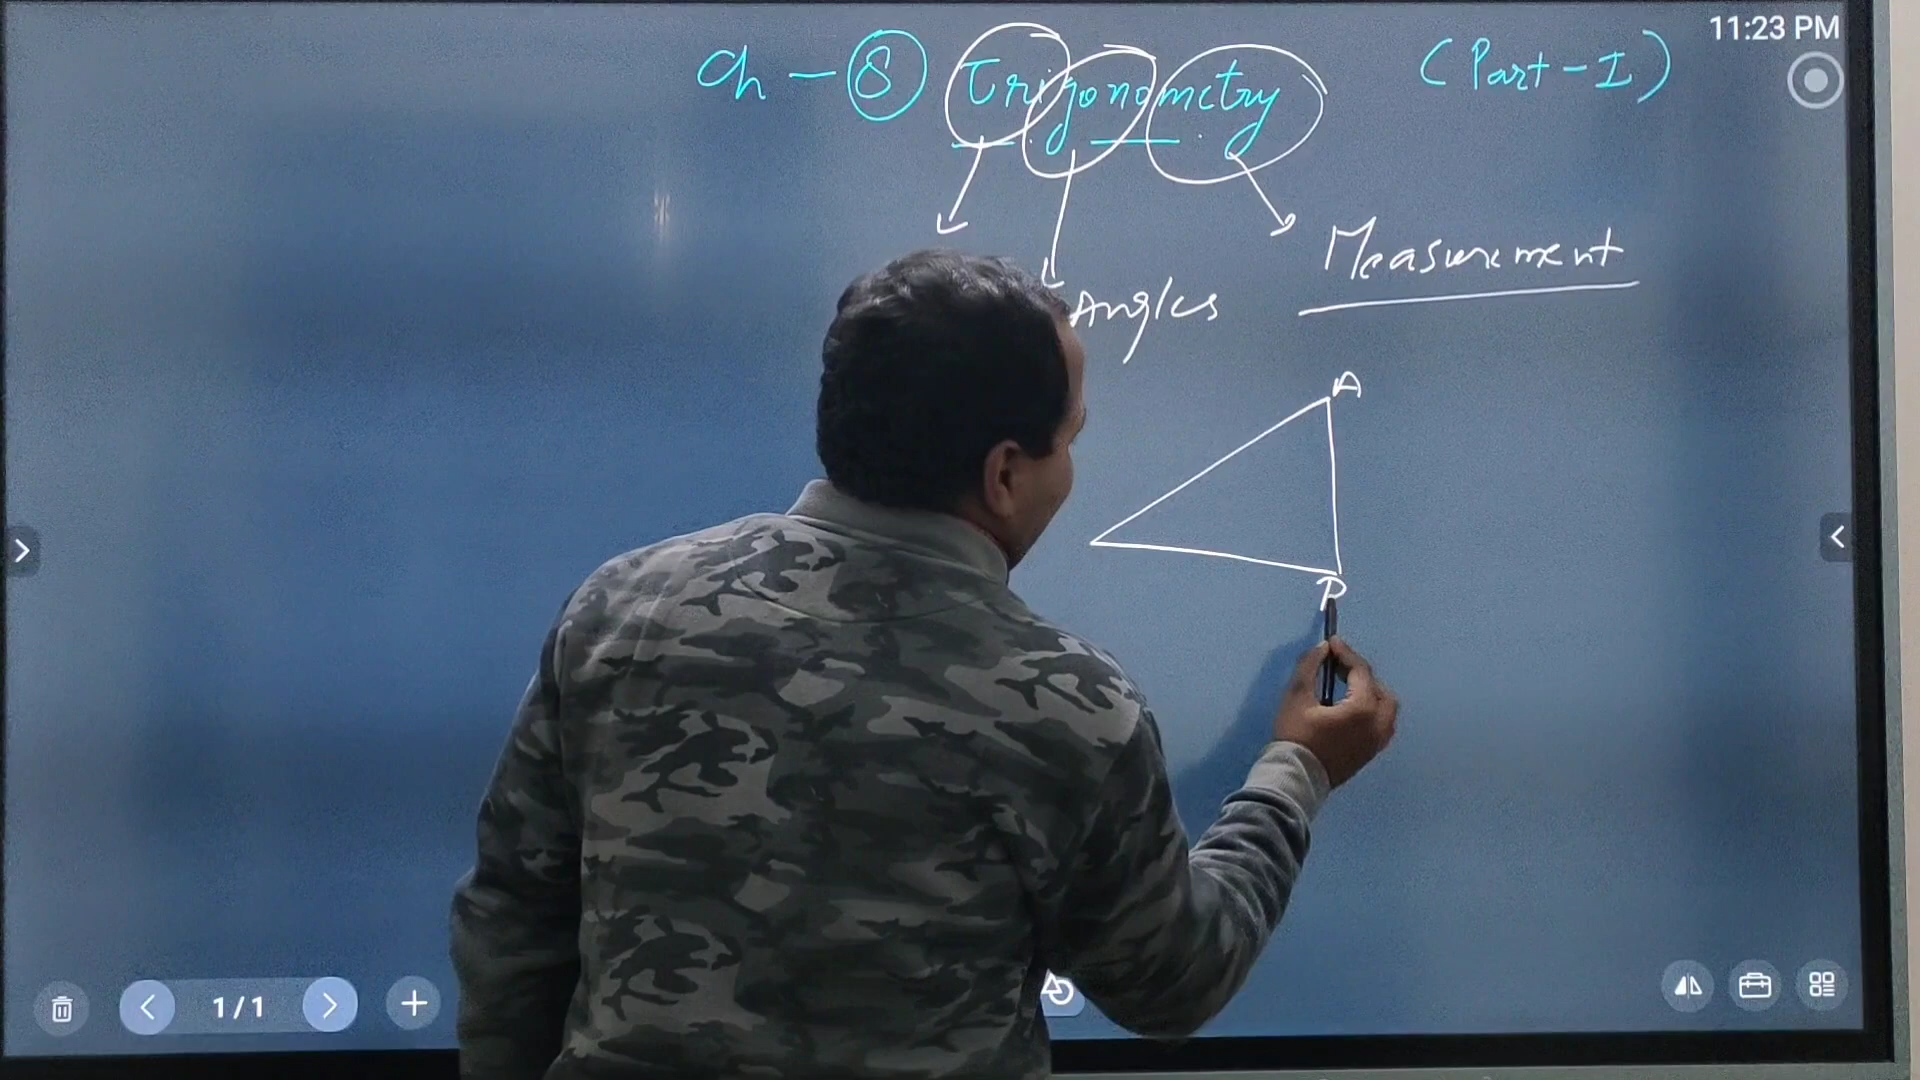 11:23 PM
Ch - 8 Trigonometry (Part - I)
Measurement
Angles
A
1/1